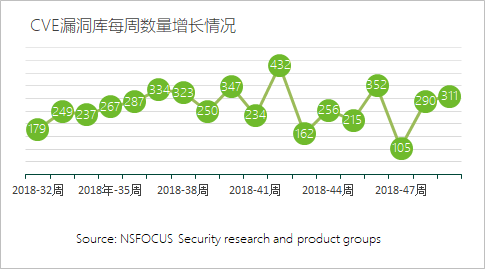 CVE漏洞库每周数量增长情况
179 249 237 267 287 334 323 250 347 234 432 162 256 215 352 105 290 311
2018-32周 2018年-35周 2018-38周 2018-41周 2018-44周 2018-47周
Source: NSFOCUS Security research and product groups